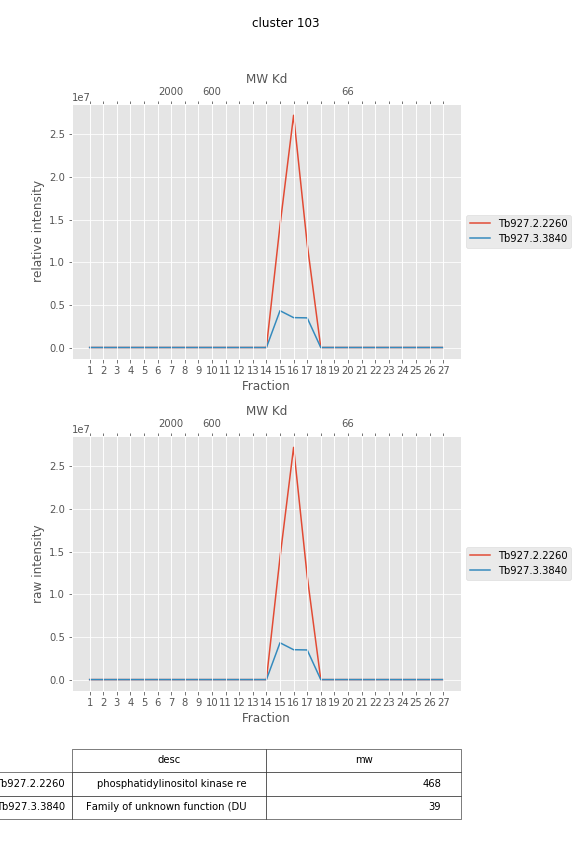 cluster 103
MW Kd
2000 600 66
1e7
2.5
2.0
1.5
1.0
0.5
0.0
relative intensity
Tb927.2.2260
Tb927.3.3840
1 2 3 4 5 6 7 8 9 10 11 12 13 14 15 16 17 18 19 20 21 22 23 24 25 26 27
Fraction
MW Kd
2000 600 66
1e7
2.5
2.0
1.5
1.0
0.5
0.0
raw intensity
Tb927.2.2260
Tb927.3.3840
1 2 3 4 5 6 7 8 9 10 11 12 13 14 15 16 17 18 19 20 21 22 23 24 25 26 27
Fraction
desc mw
b927.2.2260 phosphatidylinositol kinase re 468
b927.3.3840 Family of unknown function (DU 39